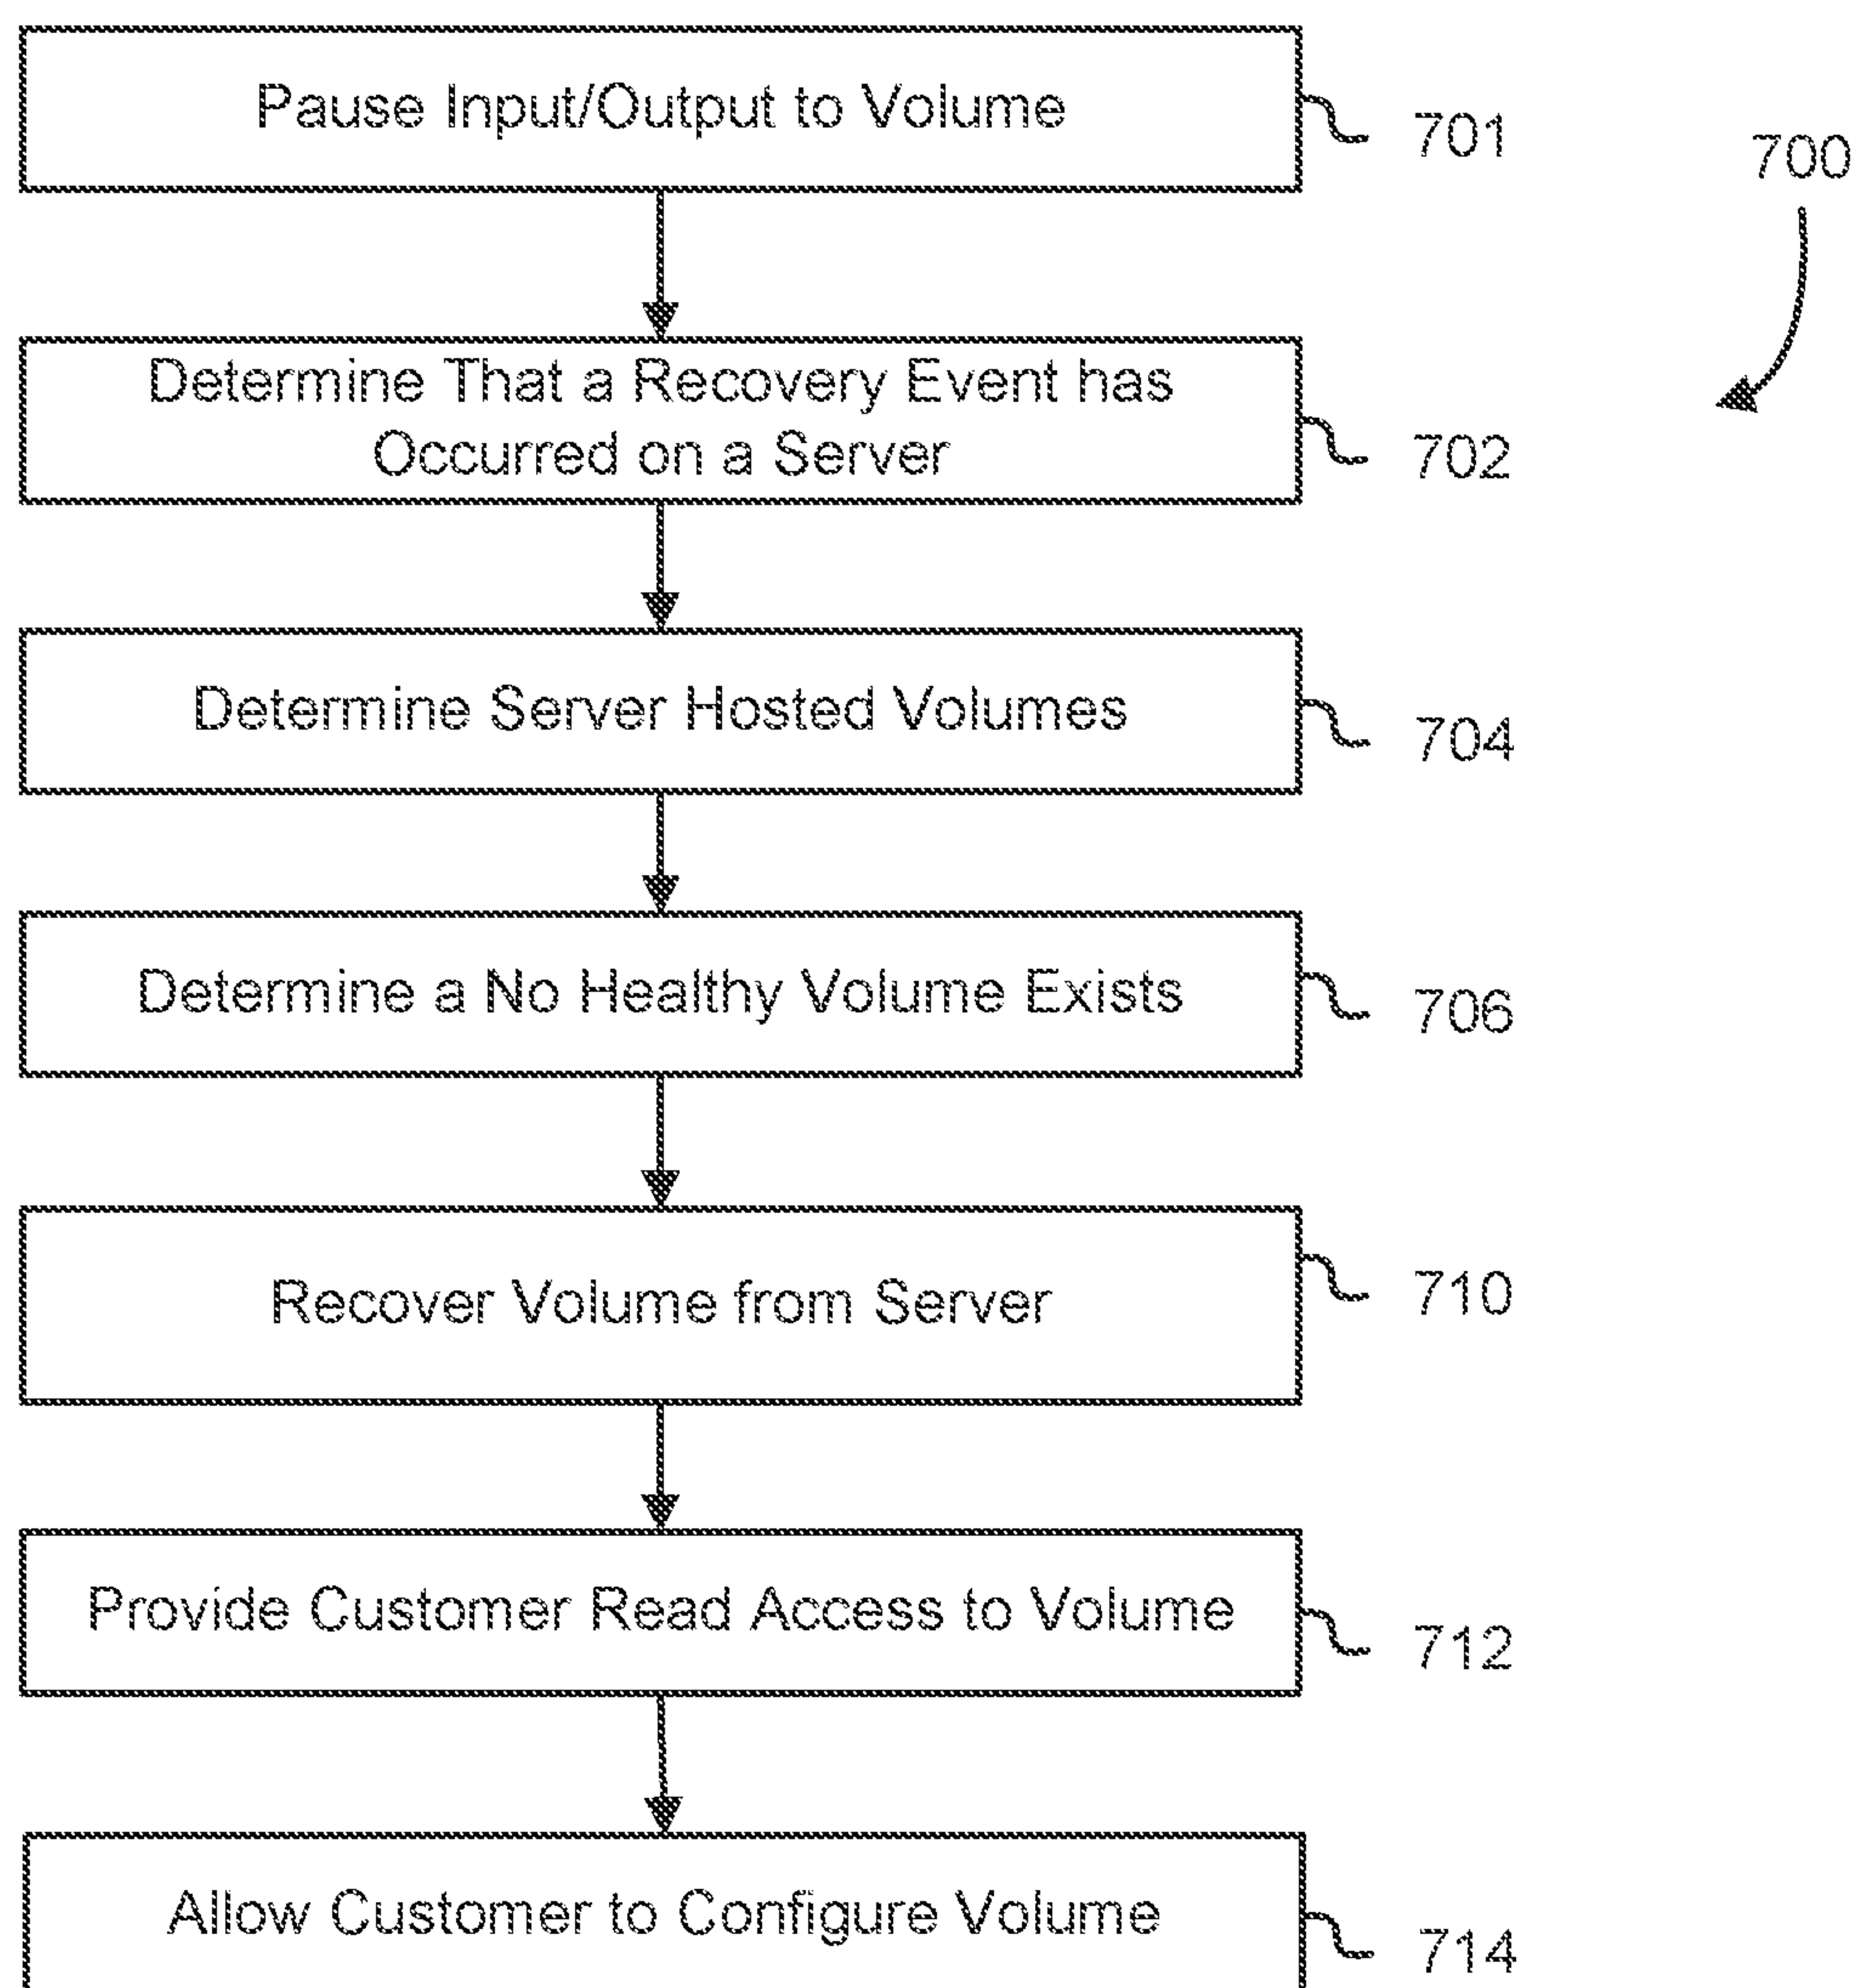 Pause Input/Output to Volume
701
700
Determine That a Recovery Event has
Occurred on a Server
702
Determine Server Hosted Volumes
704
Determine a No Healthy Volume Exists
706
Recover Volume from Server
710
Provide Customer Read Access to Volume
712
Allow Customer to Configure Volume
714